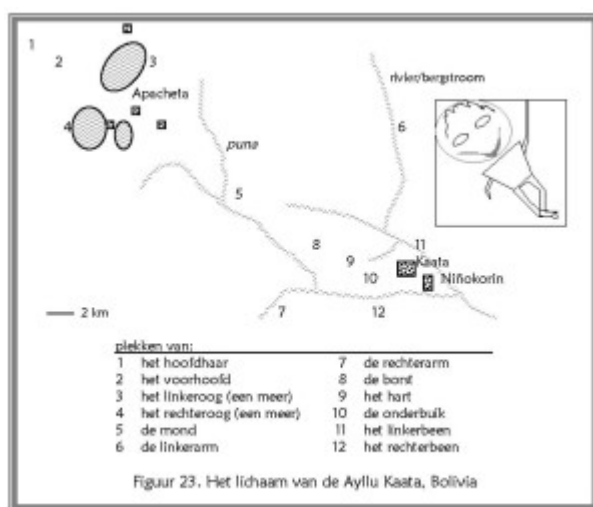 1
2
3
Apacheta
4
puna
rivier/bergstroom
6
5
8
9
10
11
Kaata
Niñokorin
7
12
2 km
plekken van:
1 het hoofdhaar
2 het voorhoofd
3 het linkeroog (een meer)
4 het rechteroog (een meer)
5 de mond
6 de linkerarm
7 de rechterarm
8 de borst
9 het hart
10 de onderbuik
11 het linkerbeen
12 het rechterbeen
Figuur 23. Het lichaam van de Ayllu Kaata, Bolivia